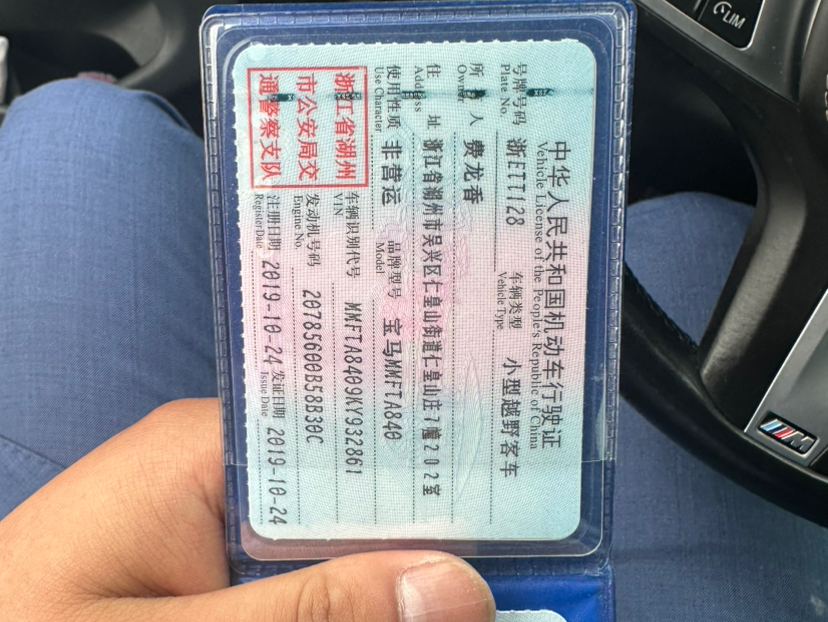 中华人民共和国机动车行驶证
Vehicle License of the People's Republic of China
号牌号码 浙ETT128 车辆类型 小型越野客车
Plate No. Vehicle Type
所有人 费龙香
Owner
住址 浙江省湖州市吴兴区仁皇山街道仁皇山庄7幢202室
Address
使用性质 非营运 品牌型号 宝马MMFTA840
Use Character Model
浙江省湖州
市公安局交
通警察支队
车辆识别代号 MMFTA8409KY932861
VIN
发动机号码 20785600B58B30C
Engine No.
注册日期 2019-10-24 发证日期 2019-10-24
Register Date Issue Date
LIM
M